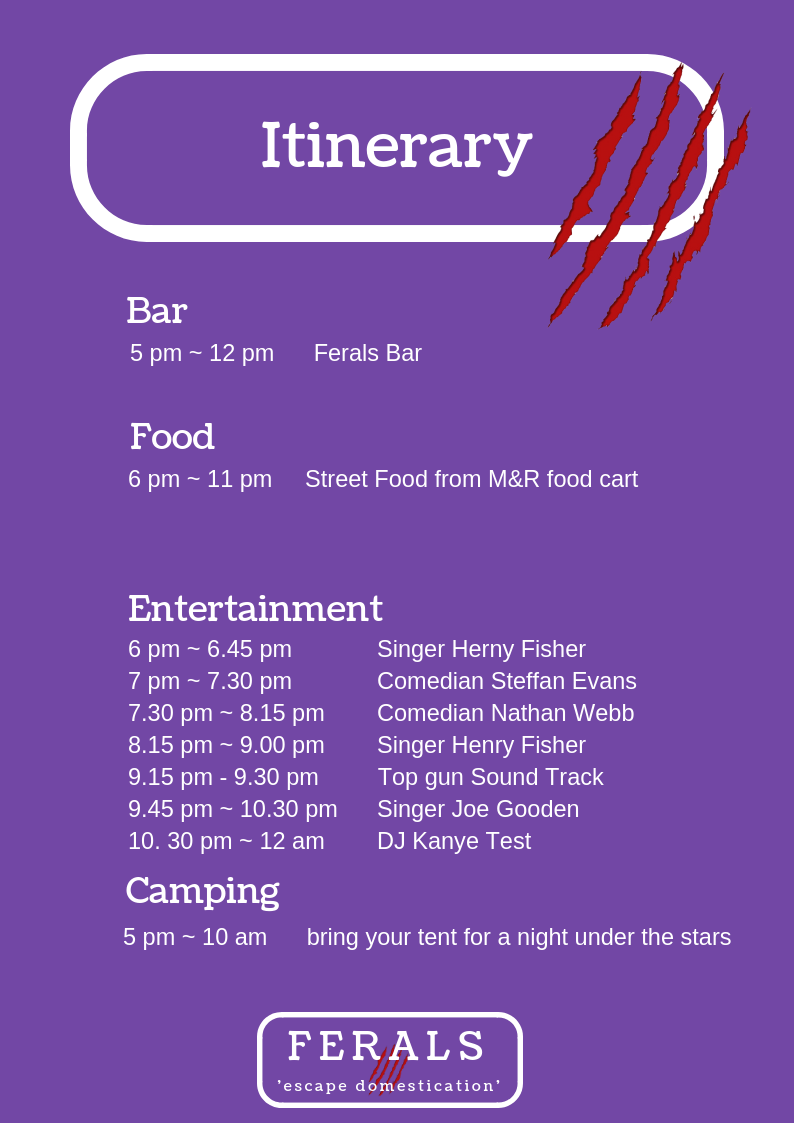 Itinerary
Bar
5 pm ~ 12 pm Ferals Bar
Food
6 pm ~ 11 pm Street Food from M&R food cart
Entertainment
6 pm ~ 6.45 pm Singer Herny Fisher
7 pm ~ 7.30 pm Comedian Steffan Evans
7.30 pm ~ 8.15 pm Comedian Nathan Webb
8.15 pm ~ 9.00 pm Singer Henry Fisher
9.15 pm - 9.30 pm Top gun Sound Track
9.45 pm ~ 10.30 pm Singer Joe Gooden
10. 30 pm ~ 12 am DJ Kanye Test
Camping
5 pm ~ 10 am bring your tent for a night under the stars
FERALS
'escape domestication'